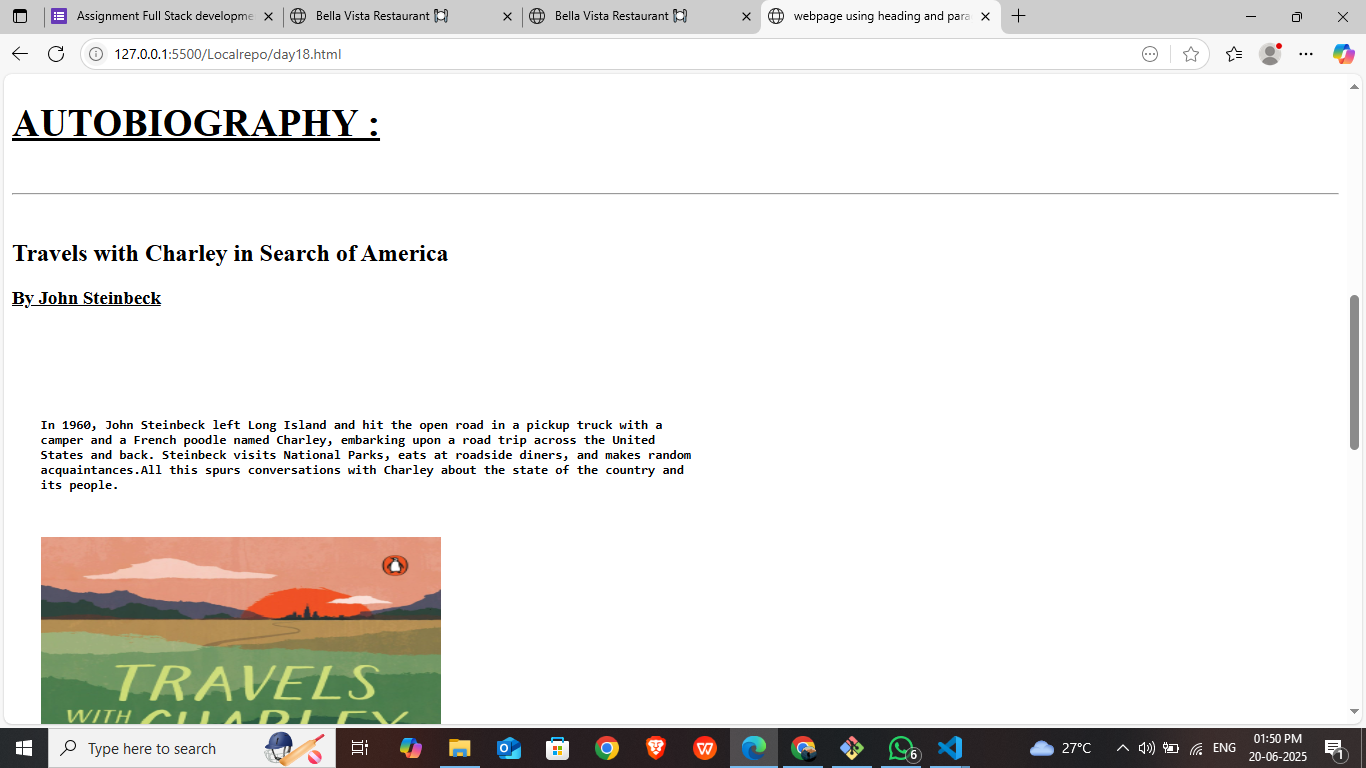 Assignment Full Stack developme
Bella Vista Restaurant
Bella Vista Restaurant
webpage using heading and para
127.0.0.1:5500/Localrepo/day18.html
AUTOBIOGRAPHY :
Travels with Charley in Search of America
By John Steinbeck
In 1960, John Steinbeck left Long Island and hit the open road in a pickup truck with a
camper and a French poodle named Charley, embarking upon a road trip across the United
States and back. Steinbeck visits National Parks, eats at roadside diners, and makes random
acquaintances.All this spurs conversations with Charley about the state of the country and
its people.
TRAVELS
WITH CHARLEY
Type here to search
6
27°C
ENG
01:50 PM
20-06-2025
1